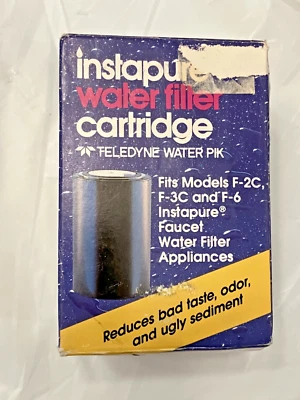 instapure
water filter
cartridge
TELEDYNE WATER PIK
Fits Models F-2C,
F-3C and F-6
Instapure®
Faucet
Water Filter
Appliances
Reduces bad taste, odor,
and ugly sediment